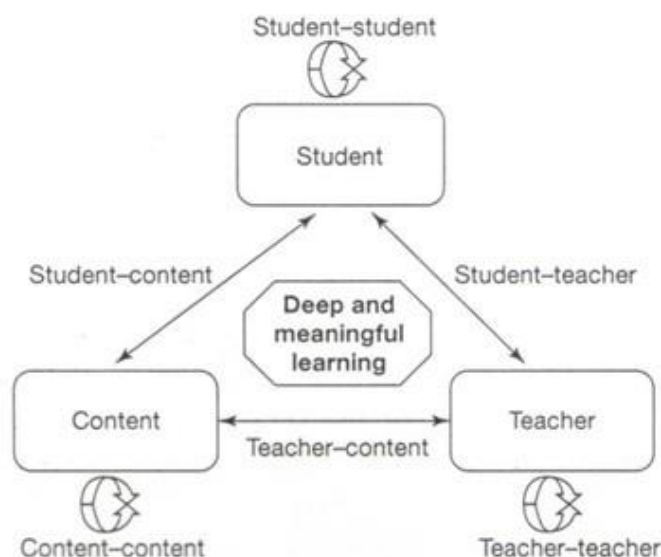 Student–student
Student
Student–content
Student–teacher
Deep and
meaningful
learning
Content
Teacher
Teacher–content
Content–content
Teacher–teacher